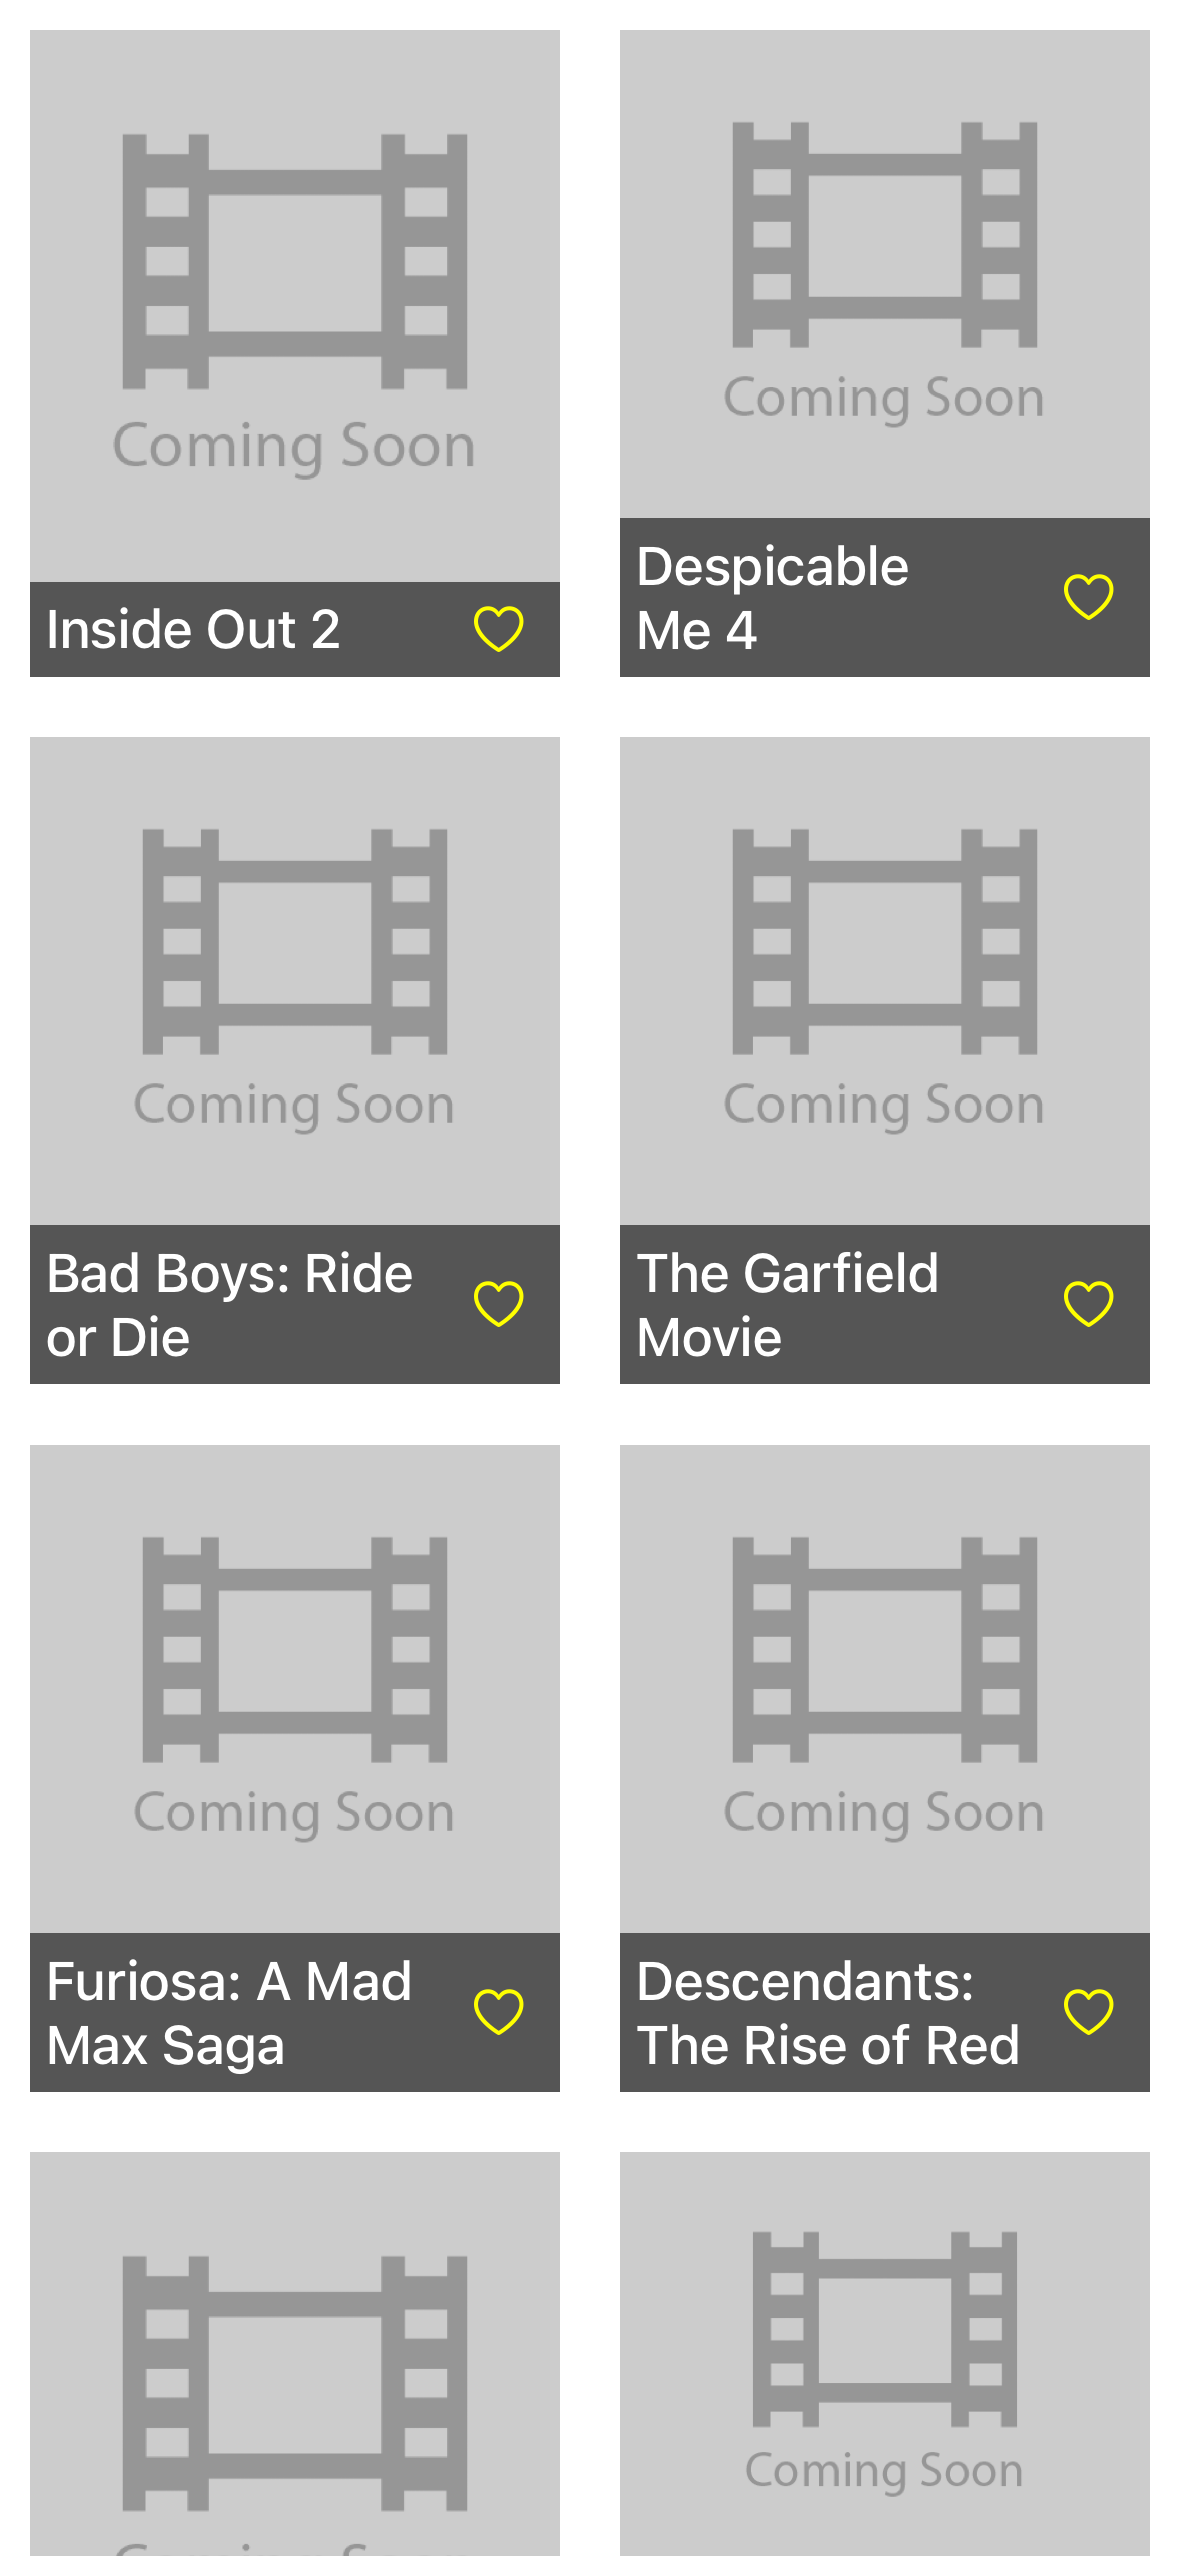 Coming Soon
Inside Out 2
Coming Soon
Despicable
Me 4
Coming Soon
Bad Boys: Ride
or Die
Coming Soon
The Garfield
Movie
Coming Soon
Furiosa: A Mad
Max Saga
Coming Soon
Descendants:
The Rise of Red
Coming Soon